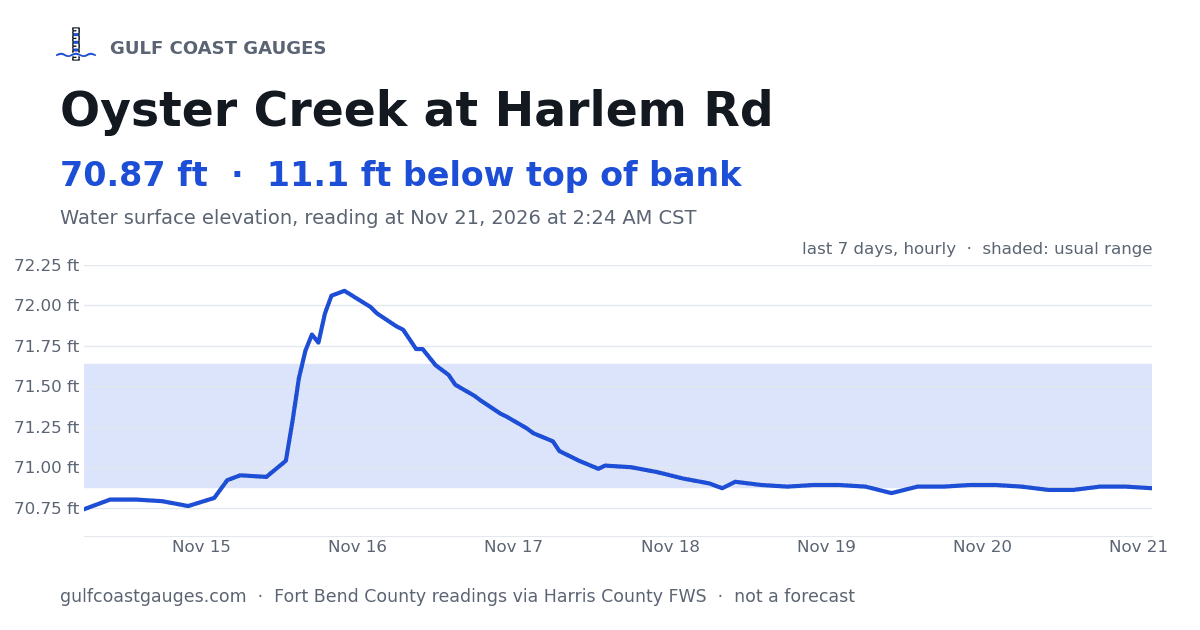 GULF COAST GAUGES
Oyster Creek at Harlem Rd
70.87 ft · 11.1 ft below top of bank
Water surface elevation, reading at Nov 21, 2026 at 2:24 AM CST
last 7 days, hourly · shaded: usual range
72.25 ft
72.00 ft
71.75 ft
71.50 ft
71.25 ft
71.00 ft
70.75 ft
Nov 15 Nov 16 Nov 17 Nov 18 Nov 19 Nov 20 Nov 21
gulfcoastgauges.com · Fort Bend County readings via Harris County FWS · not a forecast